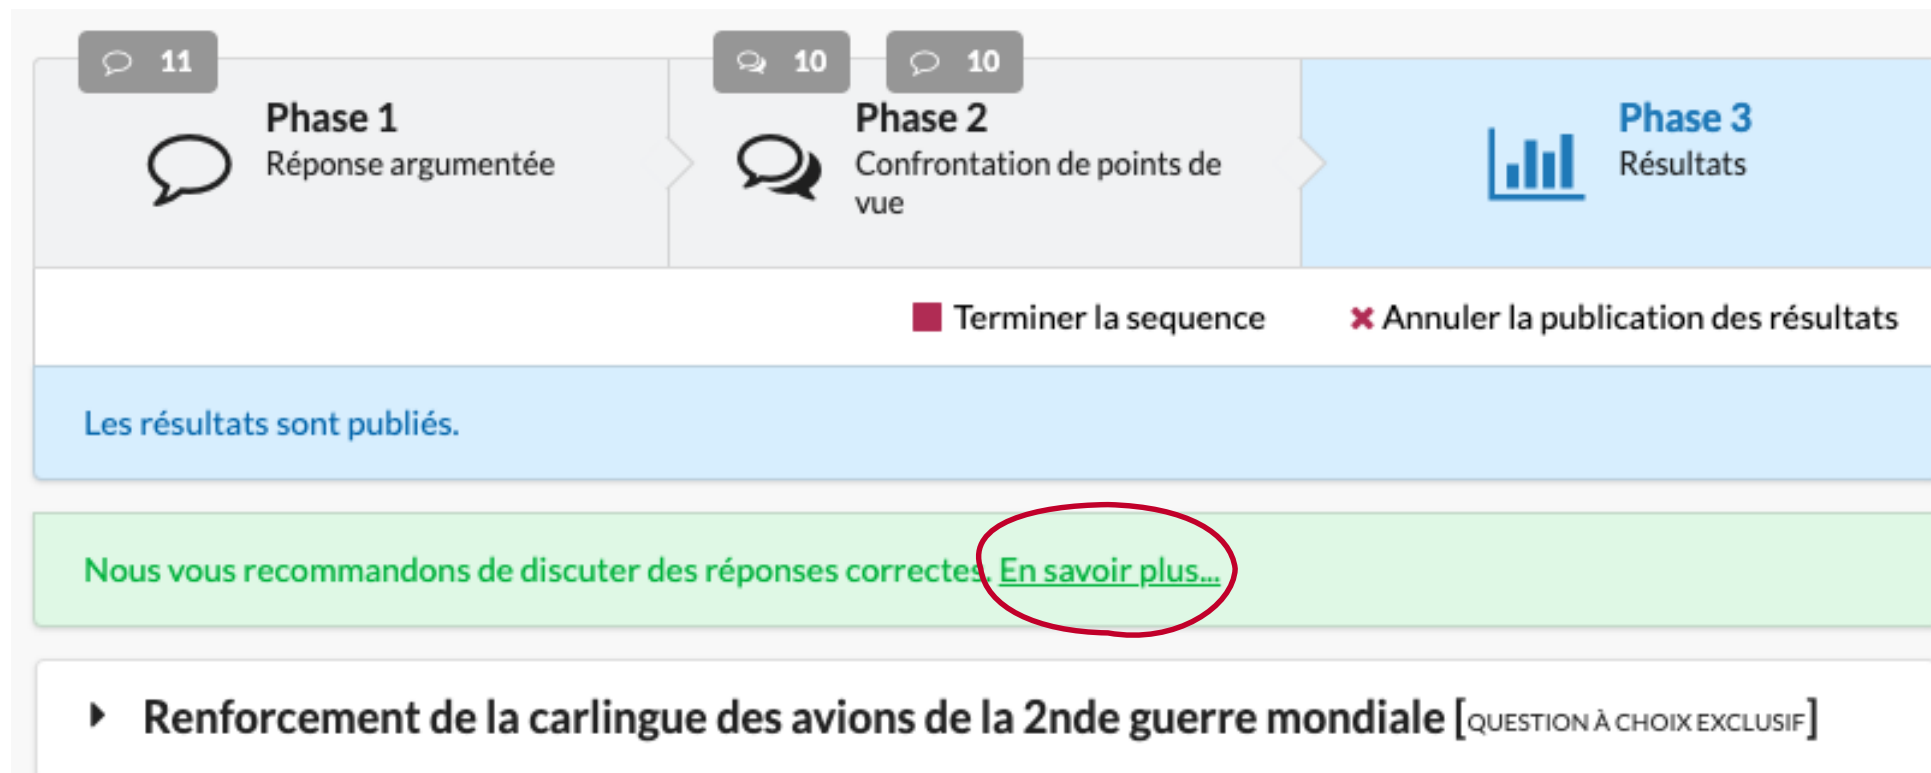 11
10
10
Phase 1
Réponse argumentée
Phase 2
Confrontation de points de
vue
Phase 3
Résultats
Terminer la sequence
Annuler la publication des résultats
Les résultats sont publiés.
Nous vous recommandons de discuter des réponses correctes. En savoir plus...
Renforcement de la carlingue des avions de la 2nde guerre mondiale [QUESTION À CHOIX EXCLUSIF]